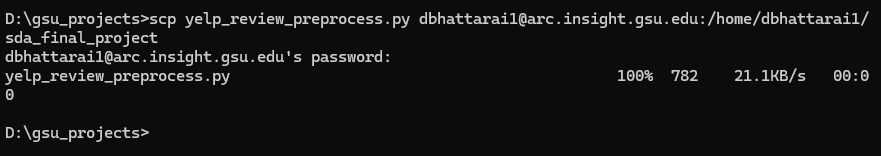 D:\gsu_projects>scp yelp_review_preprocess.py dbhattarai1@arc.insight.gsu.edu:/home/dbhattarai1/
sda_final_project
dbhattarai1@arc.insight.gsu.edu's password:
yelp_review_preprocess.py                                          100%  782    21.1KB/s   00:0
0
D:\gsu_projects>